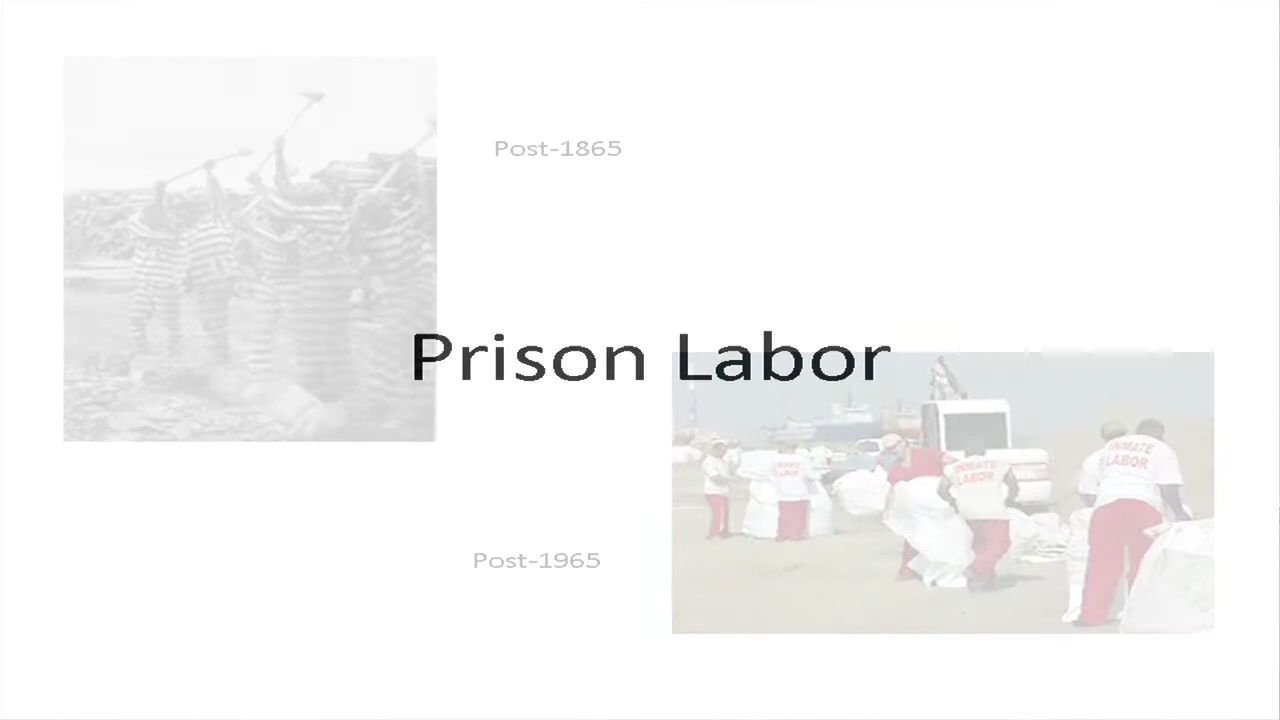 Post-1865
Prison Labor
INMATE
LABOR
INMATE
LABOR
INMATE
LABOR
Post-1965